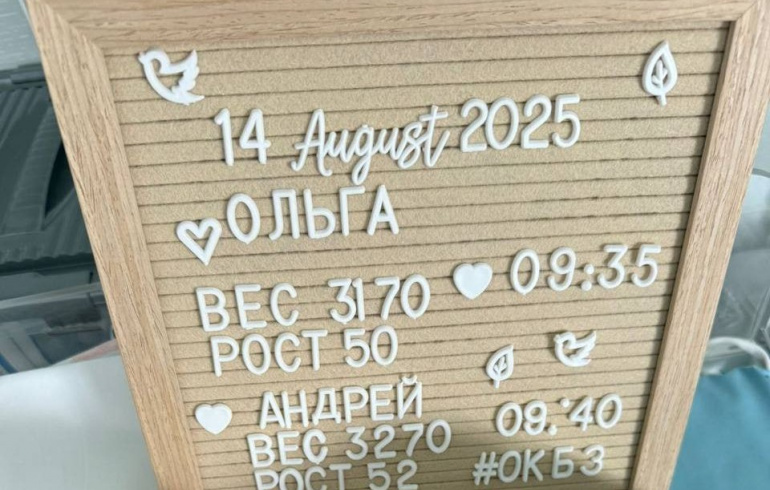 14 August 2025
ОЛЬГА
ВЕС 3170 09:35
РОСТ 50
АНДРЕЙ 09:40
ВЕС 3270
РОСТ 52 #ОКБ3